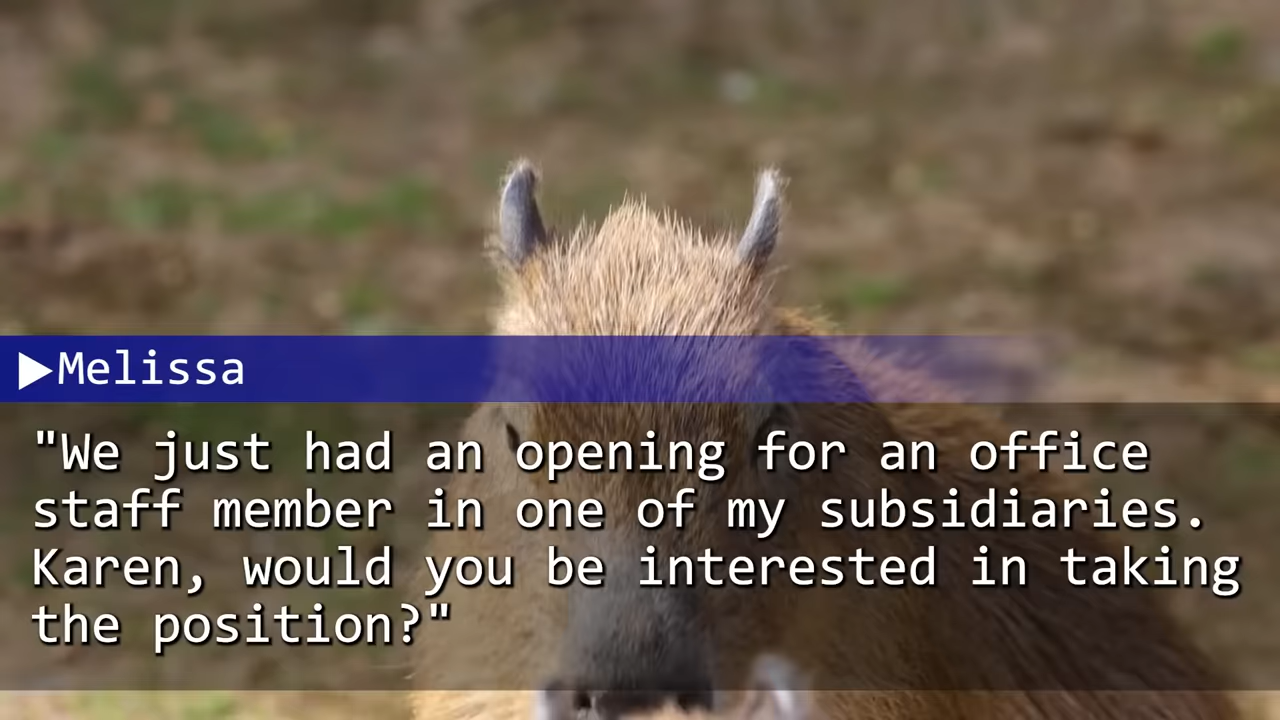 ▶Melissa
"We just had an opening for an office
staff member in one of my subsidiaries.
Karen, would you be interested in taking
the position?"